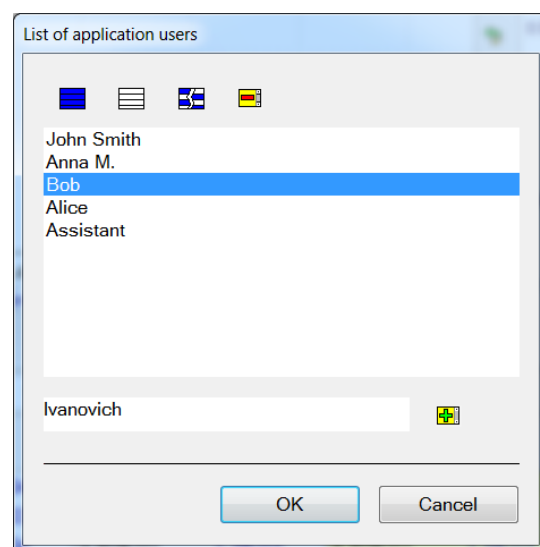 List of application users
John Smith
Anna M.
Bob
Alice
Assistant
Ivanovich
OK
Cancel